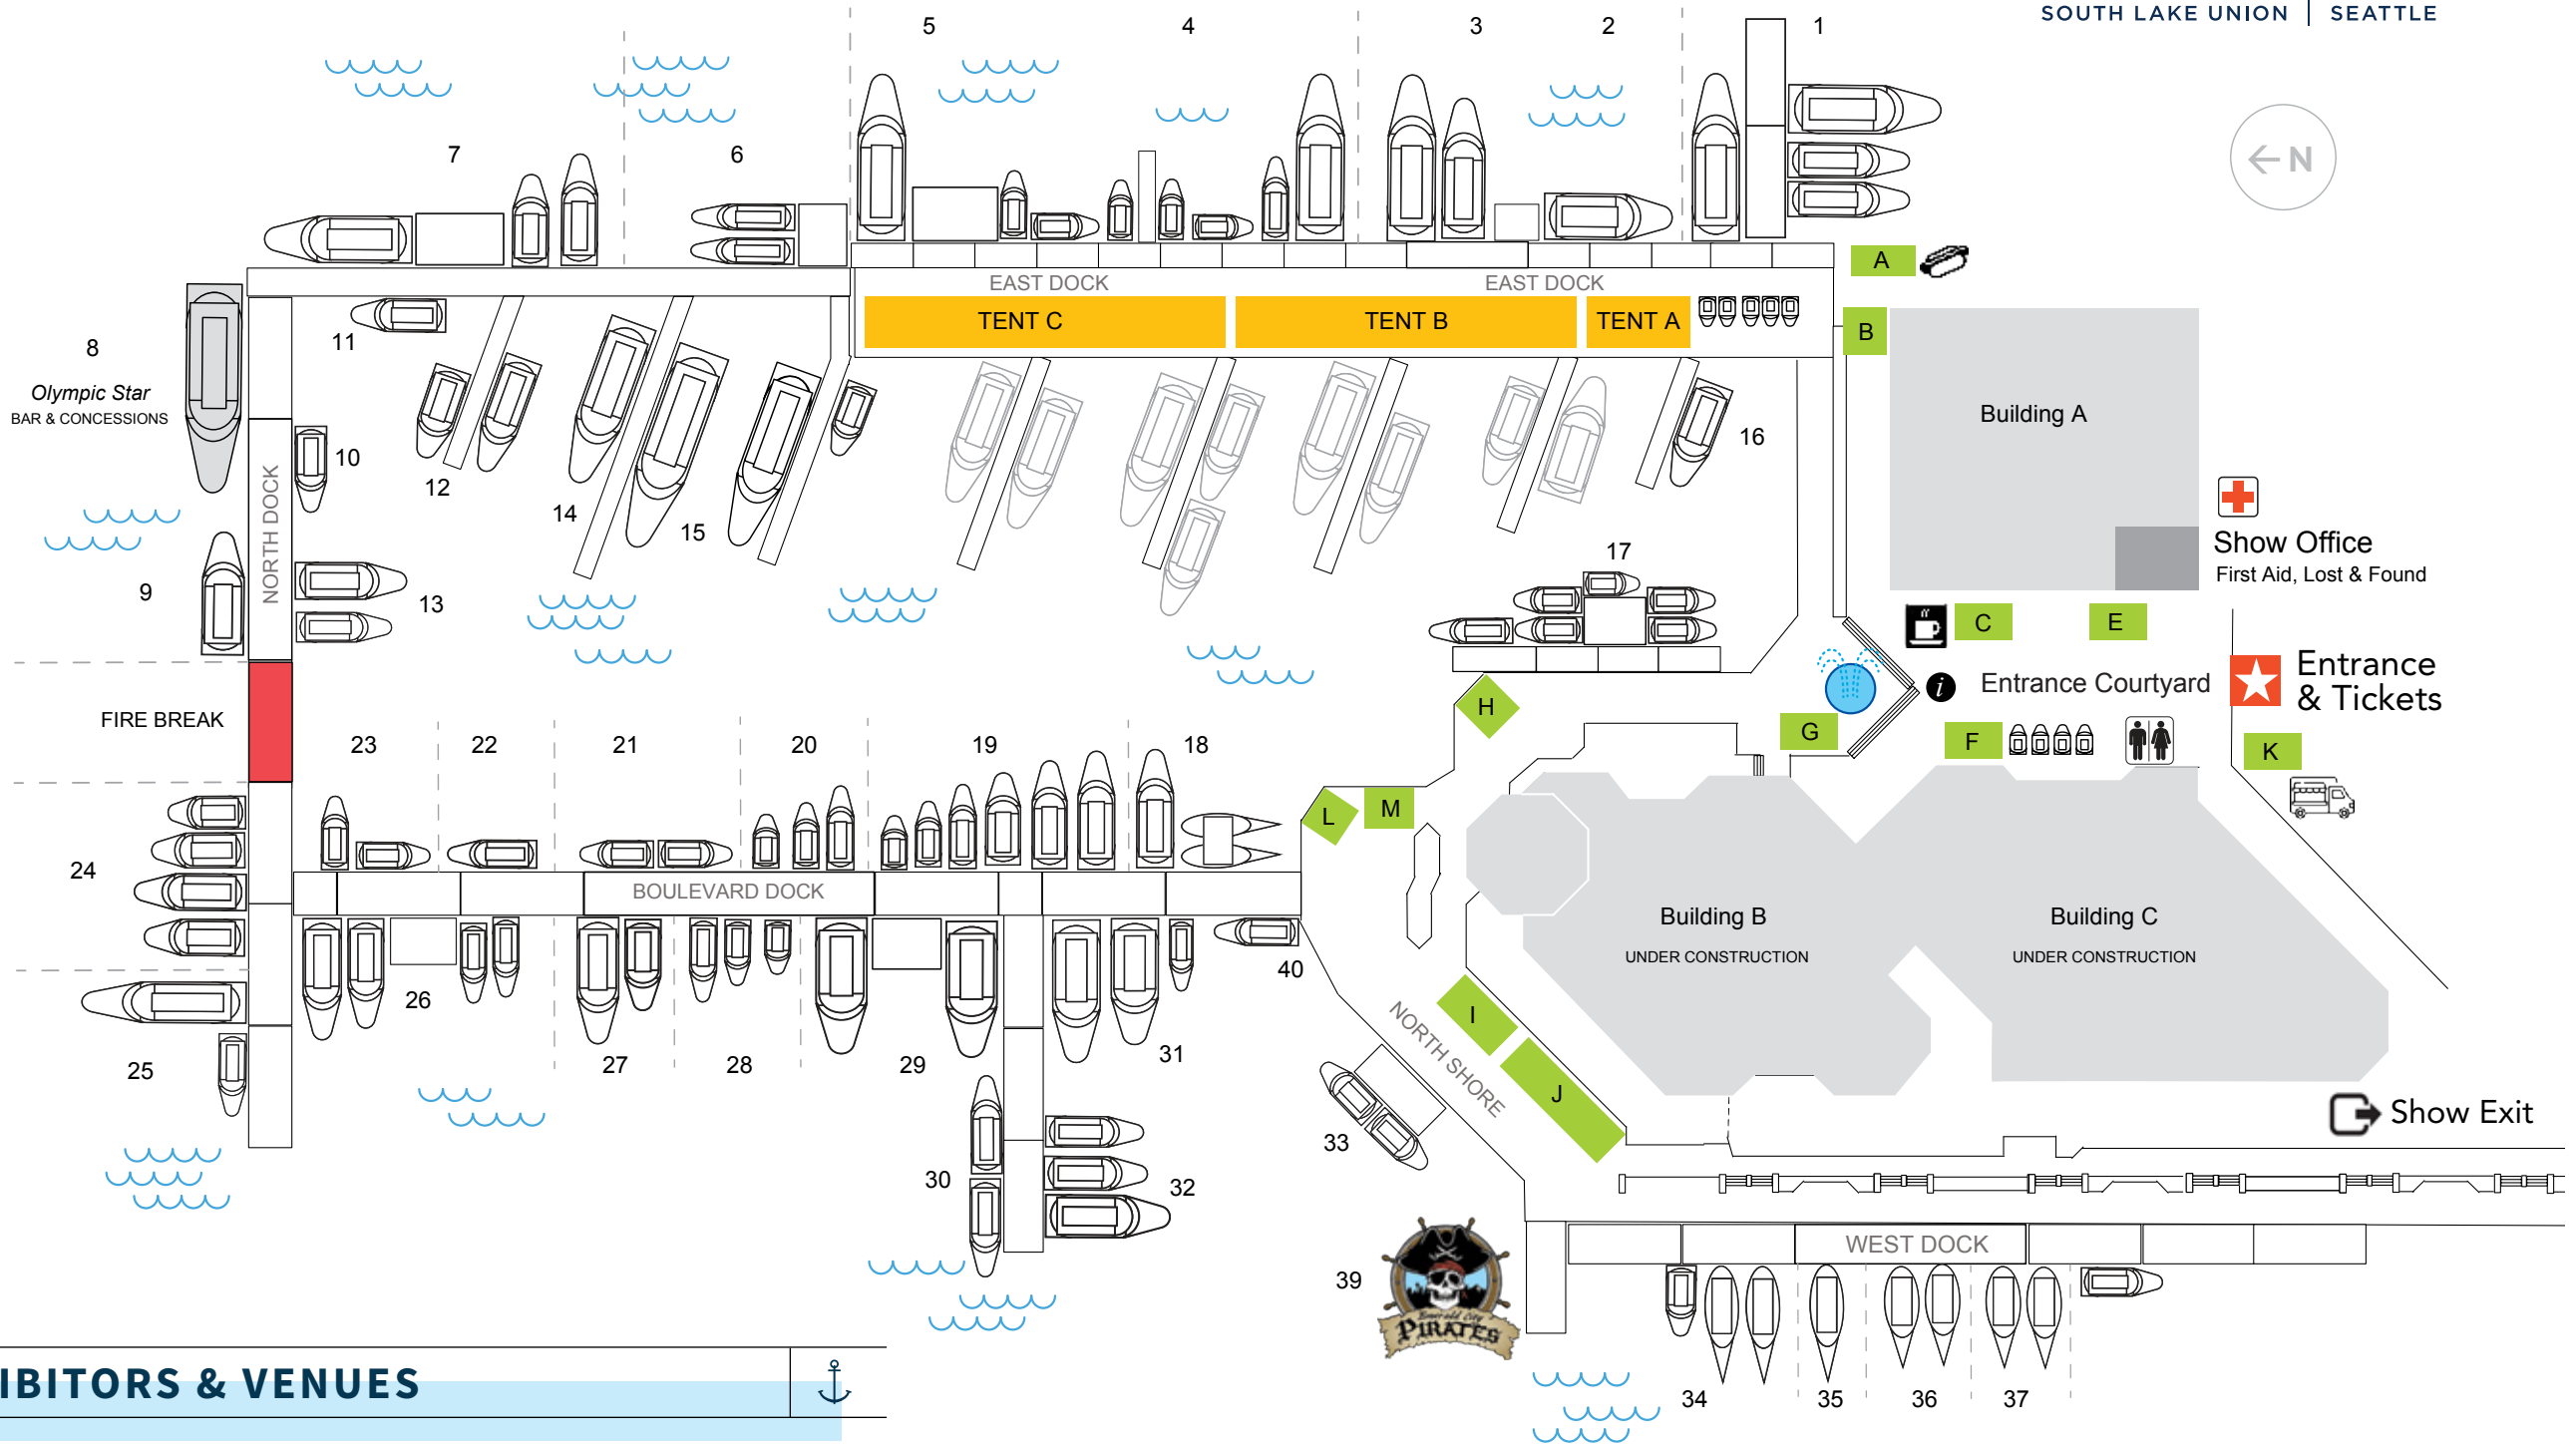 SOUTH LAKE UNION | SEATTLE
5
4
3
2
1
7
6
N
A
EAST DOCK
EAST DOCK
TENT C
TENT B
TENT A
B
11
8
Olympic Star
BAR & CONCESSIONS
Building A
16
10
12
NORTH DOCK
14
15
17
Show Office
First Aid, Lost & Found
9
13
C
E
i
Entrance Courtyard
Entrance
& Tickets
H
FIRE BREAK
G
F
K
23
22
21
20
19
18
L
M
24
BOULEVARD DOCK
Building B
UNDER CONSTRUCTION
Building C
UNDER CONSTRUCTION
40
26
I
NORTH SHORE
25
27
28
29
31
J
Show Exit
33
30
32
39
Emerald City
PIRATES
WEST DOCK
34
35
36
37
IBITORS & VENUES